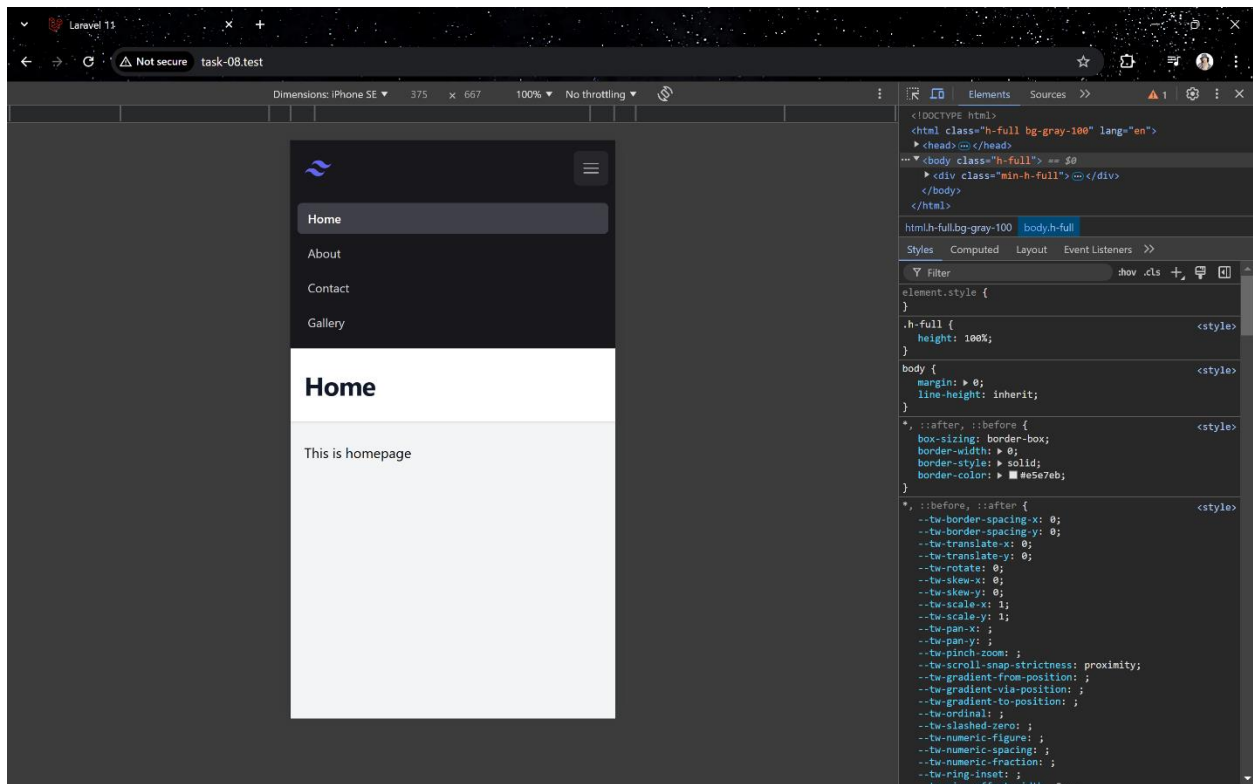 Laravel 11
Not secure task-08.test
Dimensions: iPhone SE 375 x 667 100% No throttling
Elements Sources 1
<!DOCTYPE html>
<html class="h-full bg-gray-100" lang="en">
<head> </head>
<body class="h-full"> == $0
<div class="min-h-full"> </div>
</body>
</html>
html.h-full.bg-gray-100 body.h-full
Styles Computed Layout Event Listeners
Filter :hov .cls
element.style {
}
.h-full { <style>
height: 100%;
}
body { <style>
margin: 0;
line-height: inherit;
}
*, ::after, ::before { <style>
box-sizing: border-box;
border-width: 0;
border-style: solid;
border-color: #e5e7eb;
}
*, ::before, ::after { <style>
--tw-border-spacing-x: 0;
--tw-border-spacing-y: 0;
--tw-translate-x: 0;
--tw-translate-y: 0;
--tw-rotate: 0;
--tw-skew-x: 0;
--tw-skew-y: 0;
--tw-scale-x: 1;
--tw-scale-y: 1;
--tw-pan-x: ;
--tw-pan-y: ;
--tw-pinch-zoom: ;
--tw-scroll-snap-strictness: proximity;
--tw-gradient-from-position: ;
--tw-gradient-via-position: ;
--tw-gradient-to-position: ;
--tw-ordinal: ;
--tw-slashed-zero: ;
--tw-numeric-figure: ;
--tw-numeric-spacing: ;
--tw-numeric-fraction: ;
--tw-ring-inset: ;
Home
About
Contact
Gallery
Home
This is homepage